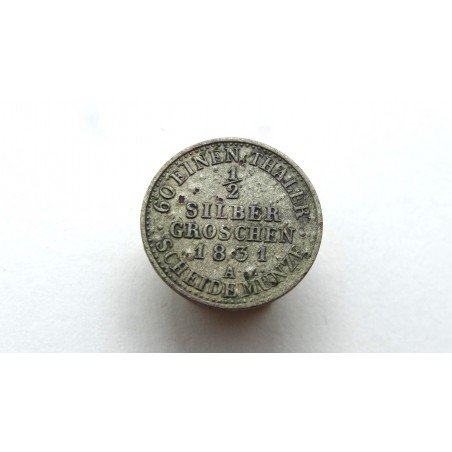 60 EINEN THALER
1/2
SILBER
GROSCHEN
1831
A
SCHEIDEMÜNZE